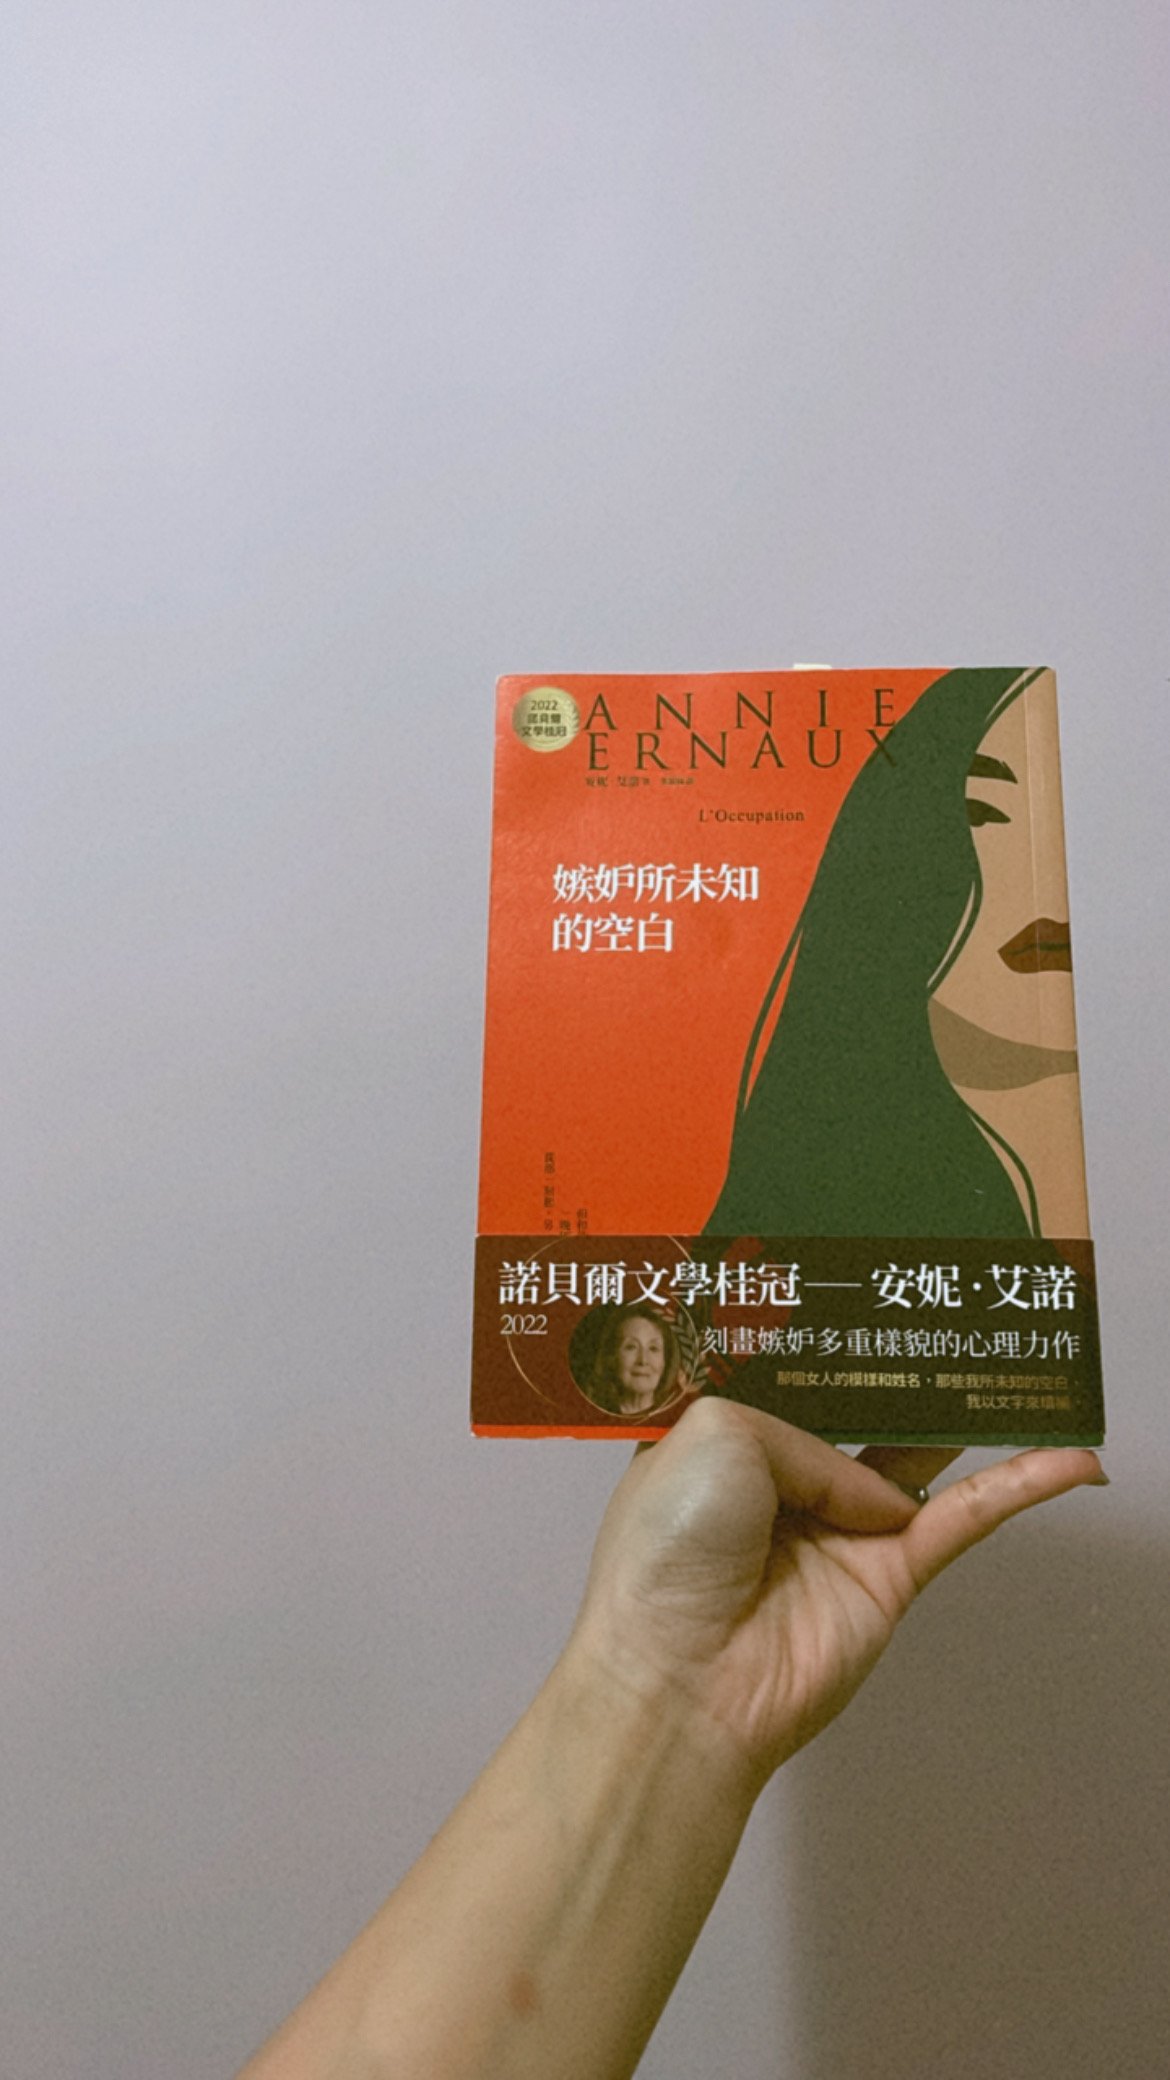 2022
諾貝爾
文學桂冠
ANNIE
ERNAUX
安妮·艾諾 著
L'Occupation
嫉妒所未知
的空白
諾貝爾文學桂冠——安妮·艾諾
2022
刻畫嫉妒多重樣貌的心理力作
那個女人的模樣和姓名，那些我所未知的空白，
我以文字來填補。